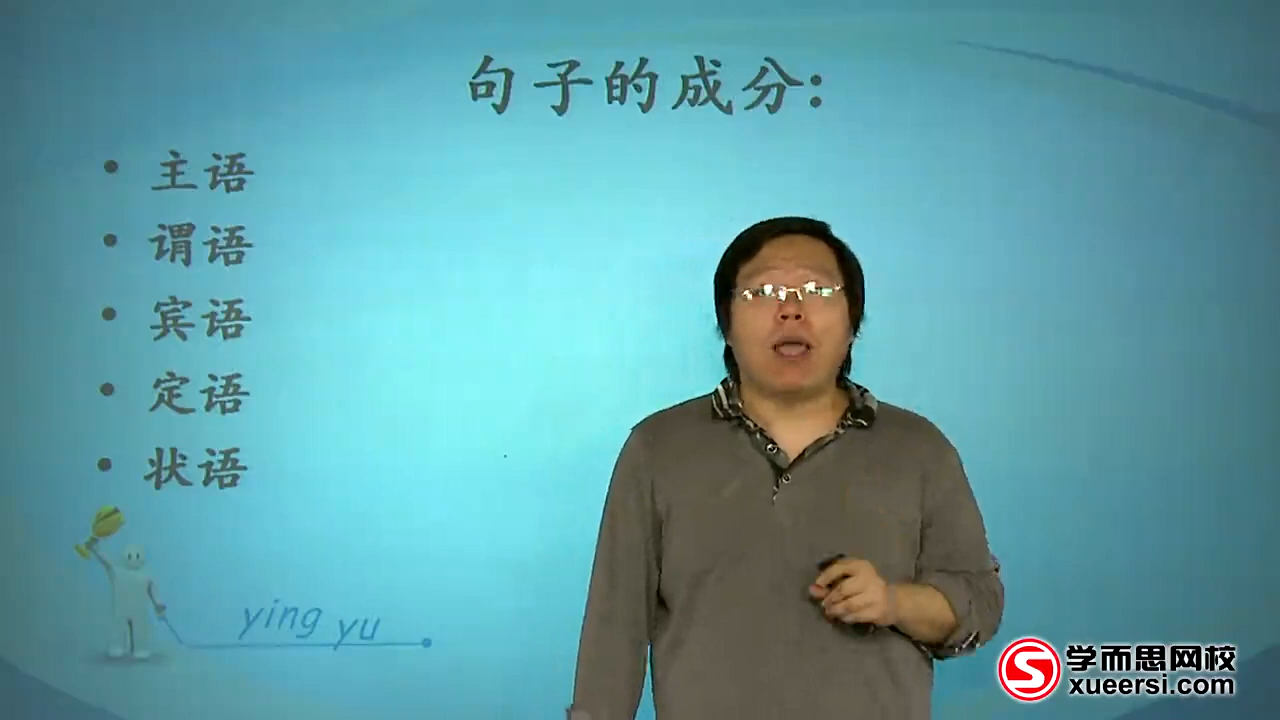 句子的成分:
• 主语
• 谓语
• 宾语
• 定语
• 状语
ying yu
学而思网校
xueersi.com